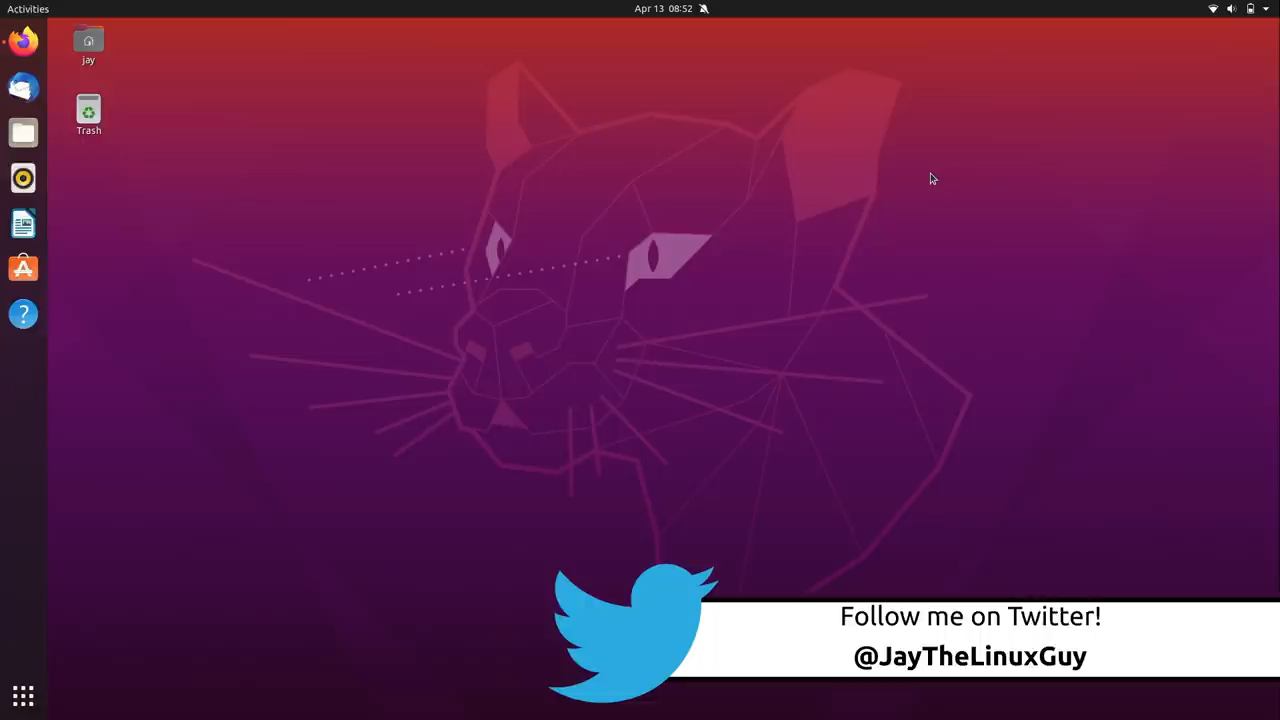 Activities
Apr 13 08:52
jay
Trash
Follow me on Twitter!
@JayTheLinuxGuy